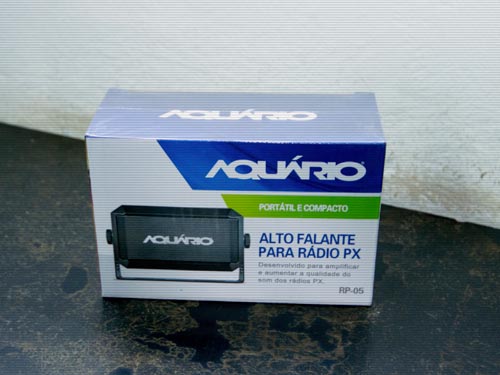 AQUÁRIO
AQUÁRIO
PORTÁTIL E COMPACTO
AQUÁRIO
ALTO FALANTE
PARA RÁDIO PX
Desenvolvido para amplificar
e aumentar a qualidade do
som dos rádios PX.
RP-05